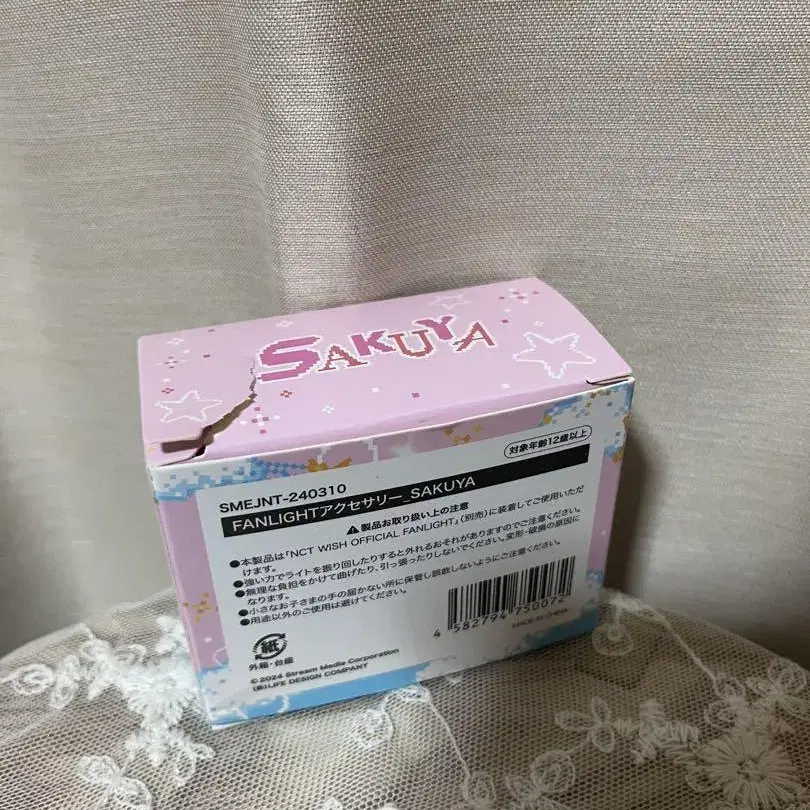 SAKUYA
対象年齢12歳以上
SMEJNT-240310
FANLIGHTアクセサリー_SAKUYA
⚠製品お取り扱い上の注意
●本製品は「NCT WISH OFFICIAL FANLIGHT」(別売)に装着してご使用いただ
けます。
●強い力でライトを振り回したりすると外れるおそれがありますのでご注意ください。
●無理な負担をかけて曲げたり、引っ張ったりしないでください。変形・破損の原因に
なります。
●小さなお子さまの手の届かない所に保管し誤飲しないようにご注意ください。
●用途以外のご使用は避けてください。
4 582794 750072
MADE IN CHINA
紙
外箱・台座
© 2024 Stream Media Corporation
(株)LIFE DESIGN COMPANY